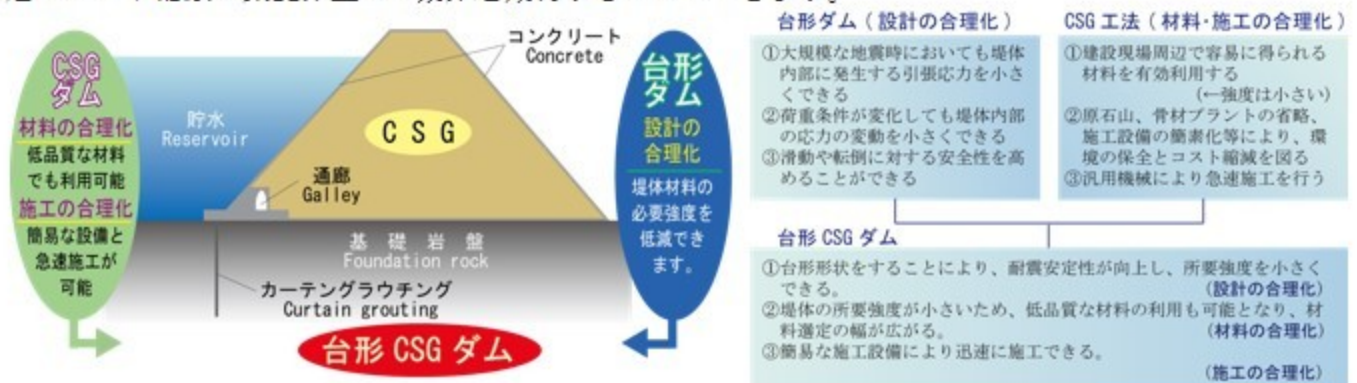 CSG
ダム
材料の合理化
低品質な材料
でも利用可能
施工の合理化
簡易な設備と
急速施工が
可能
貯水
Reservoir
コンクリート
Concrete
CSG
通廊
Galley
基礎岩盤
Foundation rock
カーテングラウチング
Curtain grouting
台形CSGダム
台形
ダム
設計の
合理化
堤体材料の
必要強度を
低減でき
ます。
台形ダム(設計の合理化)
①大規模な地震時においても堤体
内部に発生する引張応力を小さ
くできる
②荷重条件が変化しても堤体内部
の応力の変動を小さくできる
③滑動や転倒に対する安全性を高
めることができる
CSG工法(材料・施工の合理化)
①建設現場周辺で容易に得られる
材料を有効利用する
(←強度は小さい)
②原石山、骨材プラントの省略、
施工設備の簡素化等により、環
境の保全とコスト縮減を図る
③汎用機械により急速施工を行う
台形CSGダム
①台形形状をすることにより、耐震安定性が向上し、所要強度を小さく
できる。 (設計の合理化)
②堤体の所要強度が小さいため、低品質な材料の利用も可能となり、材
料選定の幅が広がる。 (材料の合理化)
③簡易な施工設備により迅速に施工できる。
(施工の合理化)